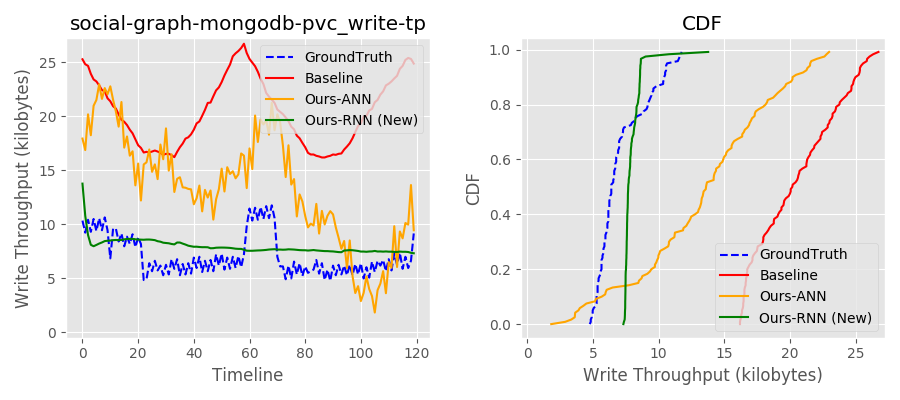 social-graph-mongodb-pvc_write-tp
Write Throughput (kilobytes)
25
20
15
10
5
0
GroundTruth
Baseline
Ours-ANN
Ours-RNN (New)
0 20 40 60 80 100 120
Timeline
CDF
CDF
1.0
0.8
0.6
0.4
0.2
0.0
GroundTruth
Baseline
Ours-ANN
Ours-RNN (New)
0 5 10 15 20 25
Write Throughput (kilobytes)